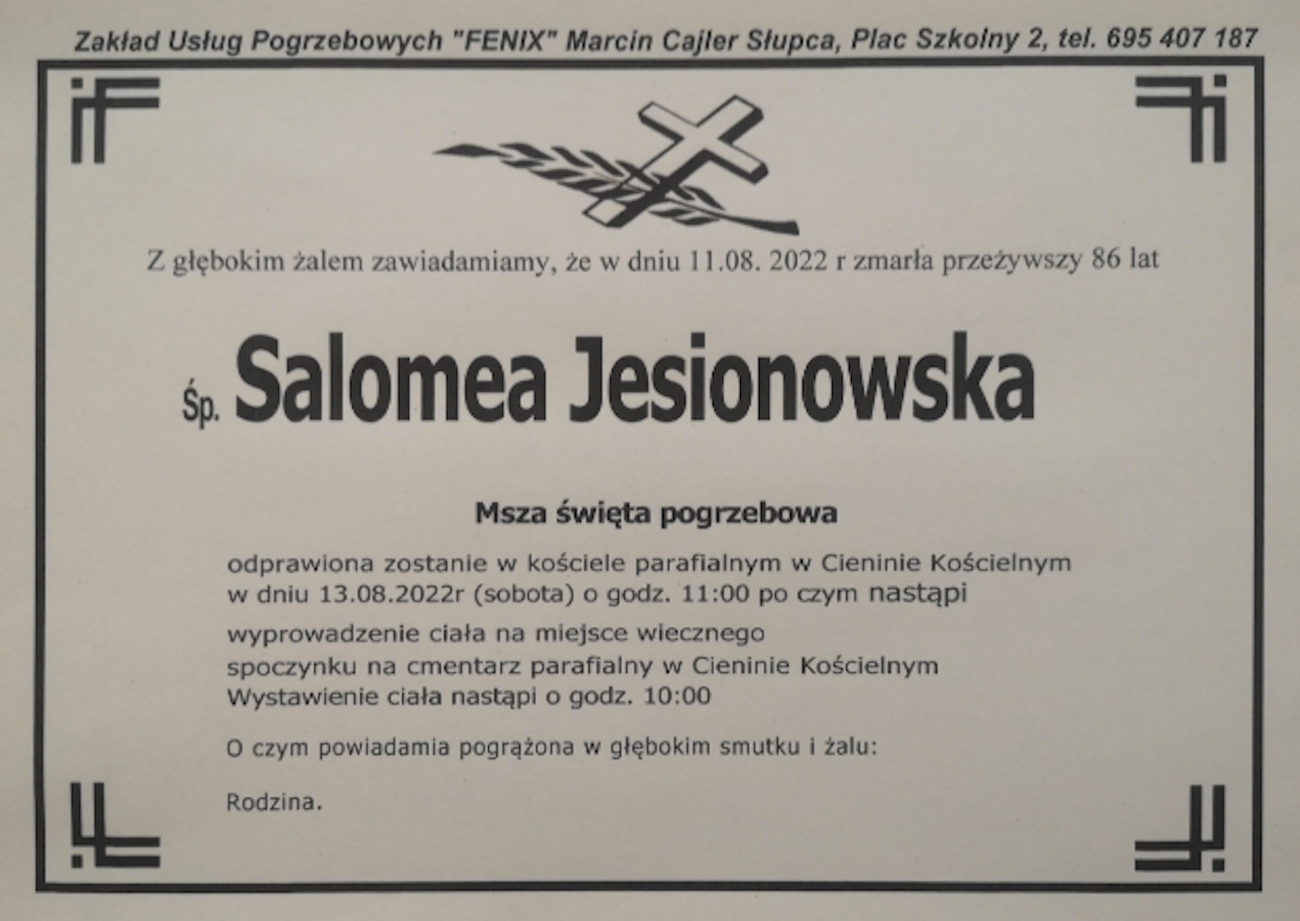 Zakład Usług Pogrzebowych "FENIX" Marcin Cajler Słupca, Plac Szkolny 2, tel. 695 407 187
Z głębokim żalem zawiadamiamy, że w dniu 11.08. 2022 r zmarła przeżywszy 86 lat
Śp. Salomea Jesionowska
Msza święta pogrzebowa
odprawiona zostanie w kościele parafialnym w Cieninie Kościelnym
w dniu 13.08.2022r (sobota) o godz. 11:00 po czym nastąpi
wyprowadzenie ciała na miejsce wiecznego
spoczynku na cmentarz parafialny w Cieninie Kościelnym
Wystawienie ciała nastąpi o godz. 10:00
O czym powiadamia pogrążona w głębokim smutku i żalu:
Rodzina.